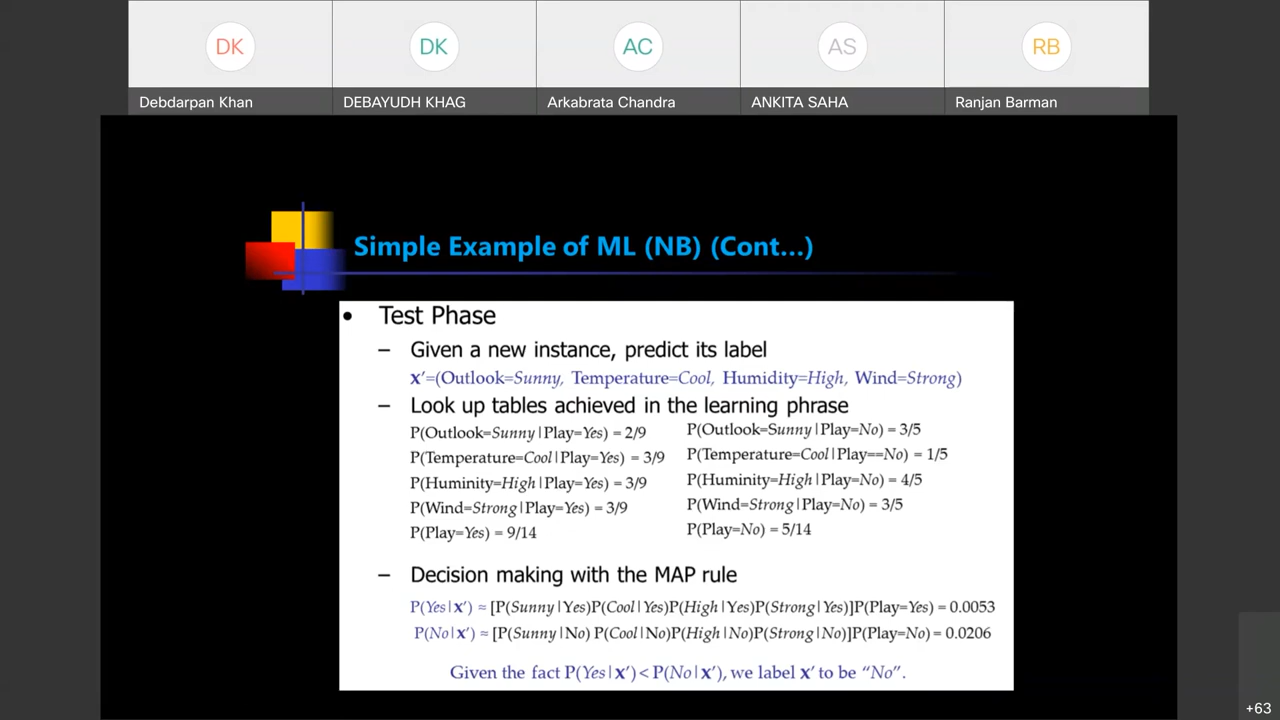 DK
DK
AC
AS
RB
Debdarpan Khan
DEBAYUDH KHAG
Arkabrata Chandra
ANKITA SAHA
Ranjan Barman
Simple Example of ML (NB) (Cont...)
• Test Phase
– Given a new instance, predict its label
x′=(Outlook=Sunny, Temperature=Cool, Humidity=High, Wind=Strong)
– Look up tables achieved in the learning phrase
P(Outlook=Sunny|Play=Yes) = 2/9
P(Temperature=Cool|Play=Yes) = 3/9
P(Huminity=High|Play=Yes) = 3/9
P(Wind=Strong|Play=Yes) = 3/9
P(Play=Yes) = 9/14
P(Outlook=Sunny|Play=No) = 3/5
P(Temperature=Cool|Play==No) = 1/5
P(Huminity=High|Play=No) = 4/5
P(Wind=Strong|Play=No) = 3/5
P(Play=No) = 5/14
– Decision making with the MAP rule
P(Yes|x′) ≈ [P(Sunny|Yes)P(Cool|Yes)P(High|Yes)P(Strong|Yes)]P(Play=Yes) = 0.0053
P(No|x′) ≈ [P(Sunny|No) P(Cool|No)P(High|No)P(Strong|No)]P(Play=No) = 0.0206
Given the fact P(Yes|x′) < P(No|x′), we label x′ to be “No”.
+63